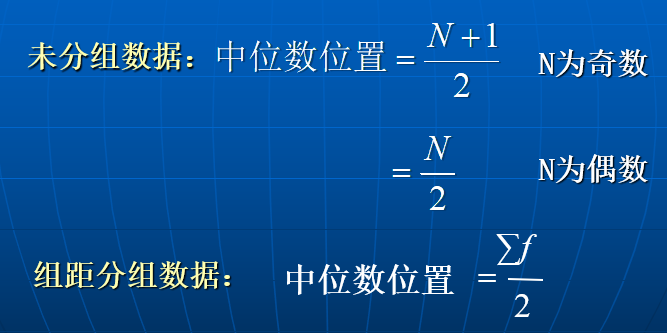 未分组数据：中位数位置 = \frac{N+1}{2} N为奇数
= \frac{N}{2} N为偶数
组距分组数据： 中位数位置 = \frac{\sum f}{2}